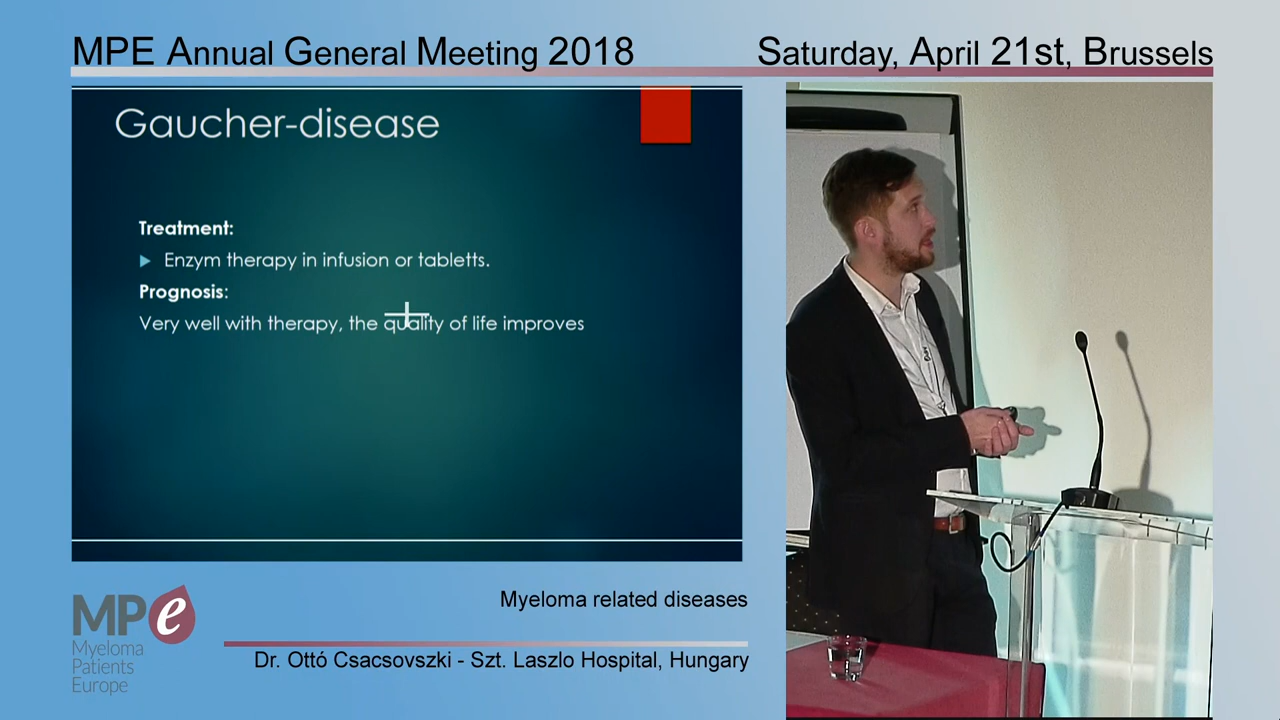 MPE Annual General Meeting 2018
Saturday, April 21st, Brussels
Gaucher-disease
Treatment:
Enzym therapy in infusion or tabletts.
Prognosis:
Very well with therapy, the quality of life improves
MPe
Myeloma
Patients
Europe
Myeloma related diseases
Dr. Ottó Csacsovszki - Szt. Laszlo Hospital, Hungary